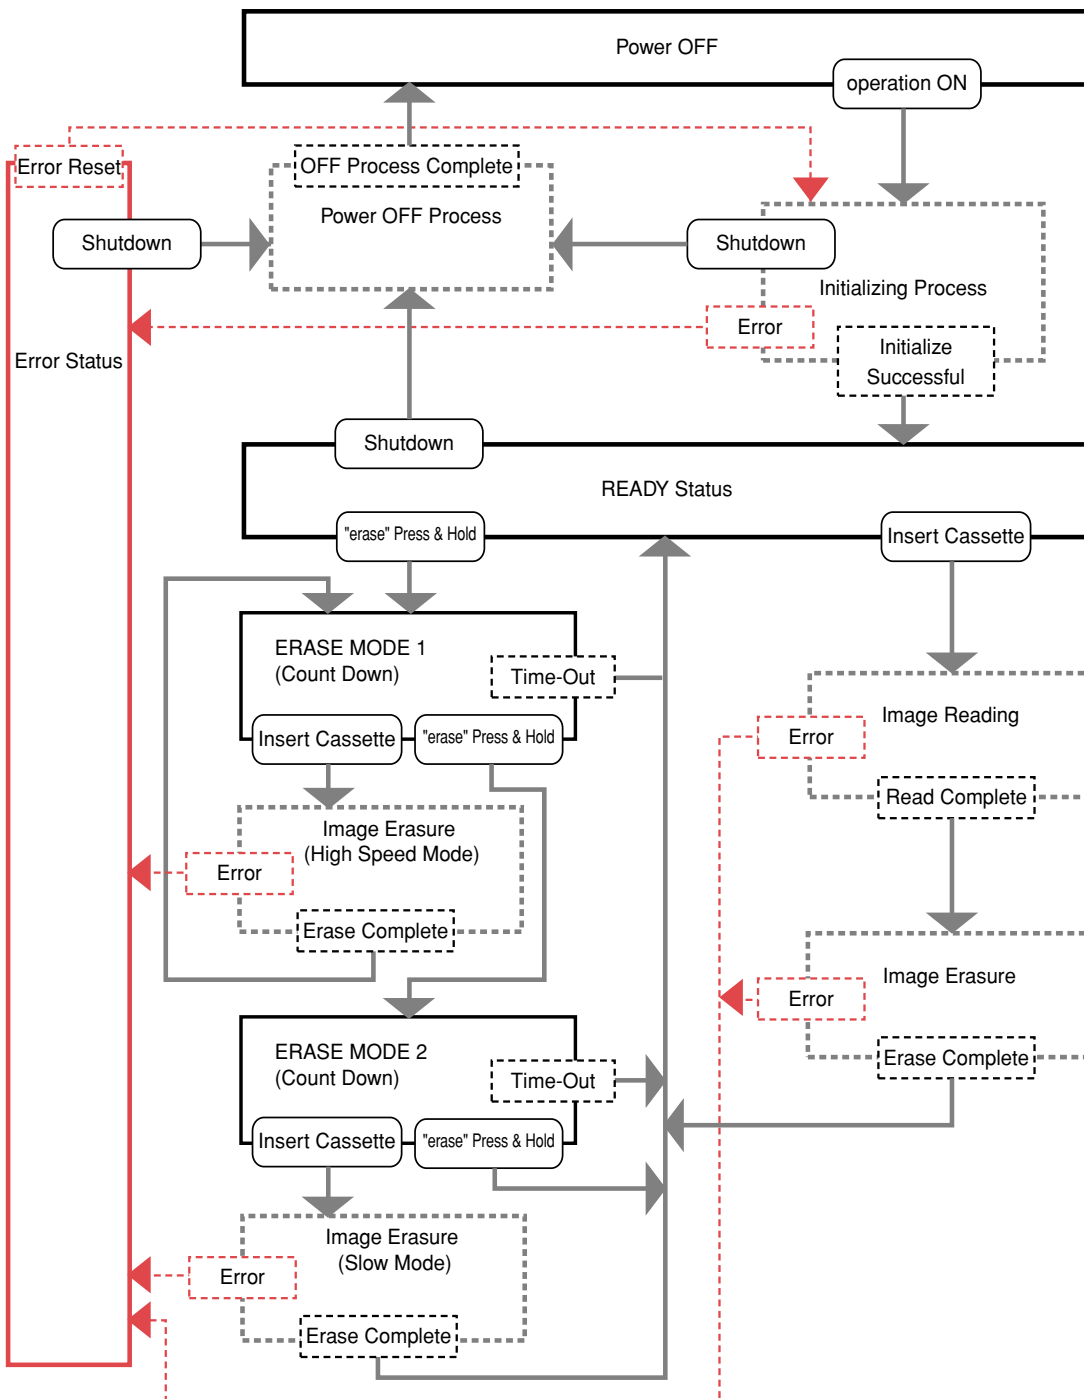 Power OFF
operation ON
Error Reset
OFF Process Complete
Power OFF Process
Shutdown
Shutdown
Initializing Process
Error
Initialize
Successful
Error Status
Shutdown
READY Status
"erase" Press & Hold
Insert Cassette
ERASE MODE 1
(Count Down)
Time-Out
Insert Cassette
"erase" Press & Hold
Image Reading
Error
Read Complete
Image Erasure
(High Speed Mode)
Error
Erase Complete
Image Erasure
Error
Erase Complete
ERASE MODE 2
(Count Down)
Time-Out
Insert Cassette
"erase" Press & Hold
Image Erasure
(Slow Mode)
Error
Erase Complete